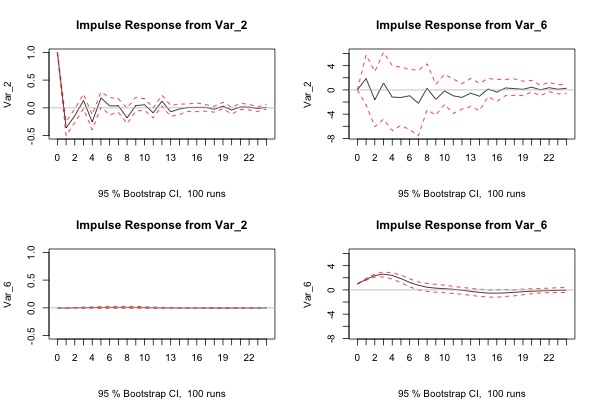 Impulse Response from Var_2
Var_2
1.0
0.5
0.0
-0.5
0 2 4 6 8 10 13 16 19 22
95 % Bootstrap CI, 100 runs
Impulse Response from Var_6
Var_2
4
0
-4
-8
0 2 4 6 8 10 13 16 19 22
95 % Bootstrap CI, 100 runs
Impulse Response from Var_2
Var_6
1.0
0.5
0.0
-0.5
0 2 4 6 8 10 13 16 19 22
95 % Bootstrap CI, 100 runs
Impulse Response from Var_6
Var_6
4
0
-4
-8
0 2 4 6 8 10 13 16 19 22
95 % Bootstrap CI, 100 runs